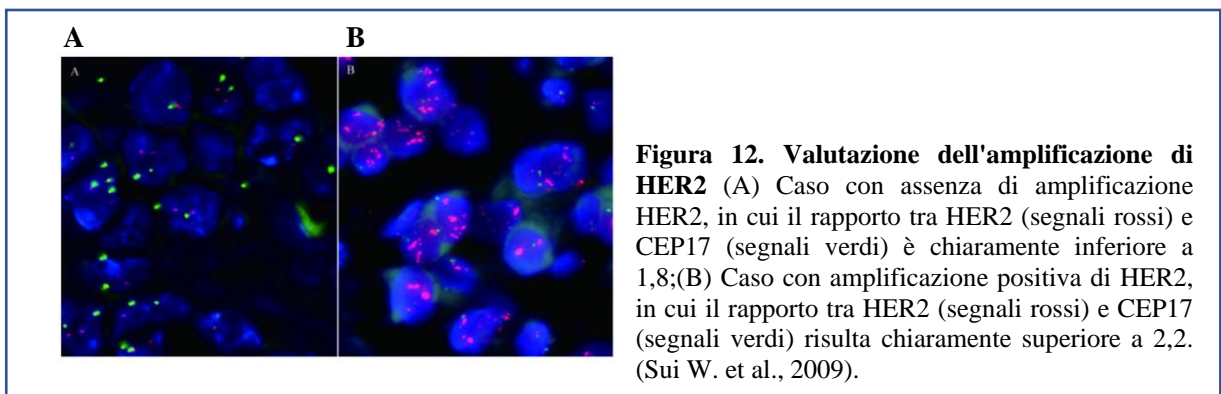 A B
A B
Figura 12. Valutazione dell'amplificazione di
HER2 (A) Caso con assenza di amplificazione
HER2, in cui il rapporto tra HER2 (segnali rossi) e
CEP17 (segnali verdi) è chiaramente inferiore a
1,8;(B) Caso con amplificazione positiva di HER2,
in cui il rapporto tra HER2 (segnali rossi) e CEP17
(segnali verdi) risulta chiaramente superiore a 2,2.
(Sui W. et al., 2009).